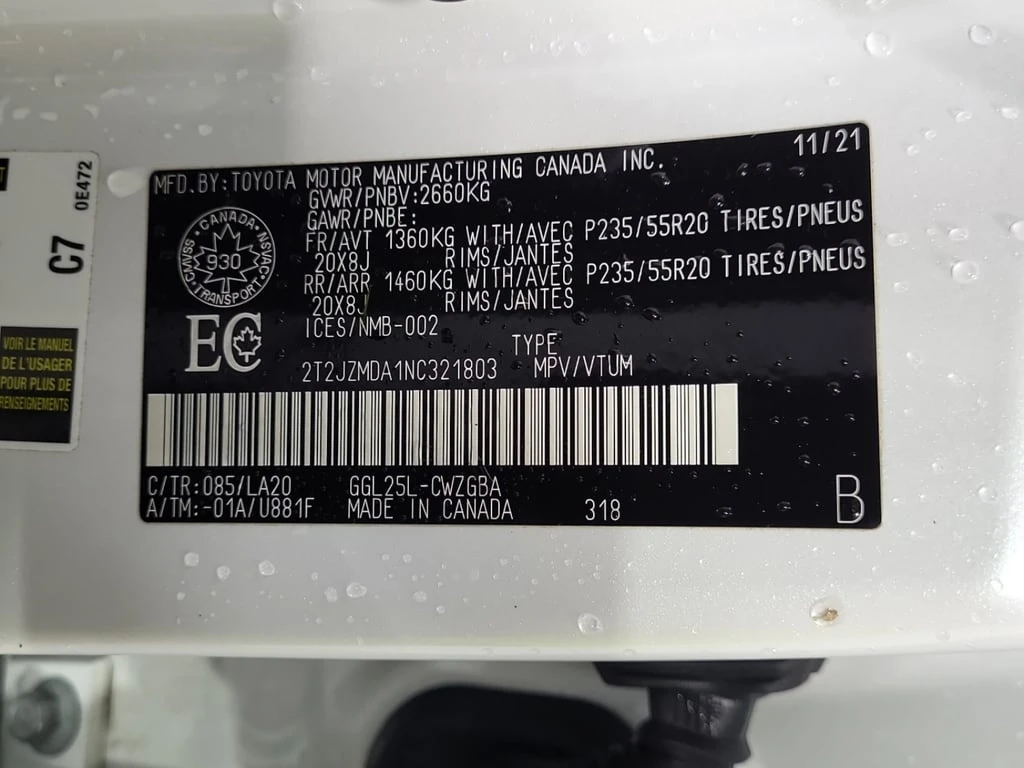 11/21
MFD.BY:TOYOTA MOTOR MANUFACTURING CANADA INC.
GVWR/PNBV:2660KG
GAWR/PNBE:
FR/AVT 1360KG WITH/AVEC P235/55R20 TIRES/PNEUS
20X8J RIMS/JANTES
RR/ARR 1460KG WITH/AVEC P235/55R20 TIRES/PNEUS
20X8J RIMS/JANTES
ICES/NMB-002
TYPE
2T2JZMDA1NC321803 MPV/VTUM
CANADA
930
TRANSPORT
EC
C/TR:085/LA20 GGL25L-CWZGBA
A/TM:-01A/U881F MADE IN CANADA 318
B
0E472
C7
VOIR LE MANUEL
DE L'USAGER
POUR PLUS DE
RENSEIGNEMENTS